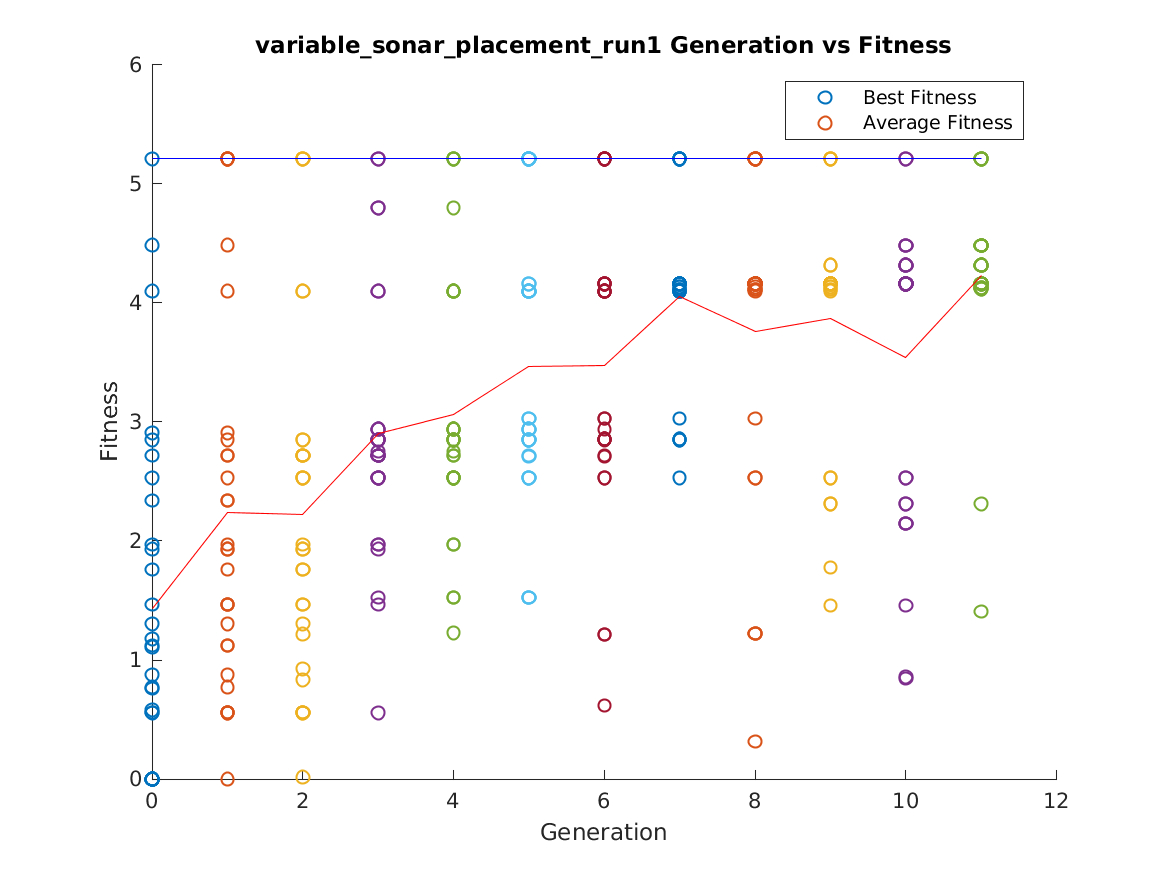 variable_sonar_placement_run1 Generation vs Fitness
Best Fitness
Average Fitness
Fitness
6
5
4
3
2
1
0
0 2 4 6 8 10 12
Generation